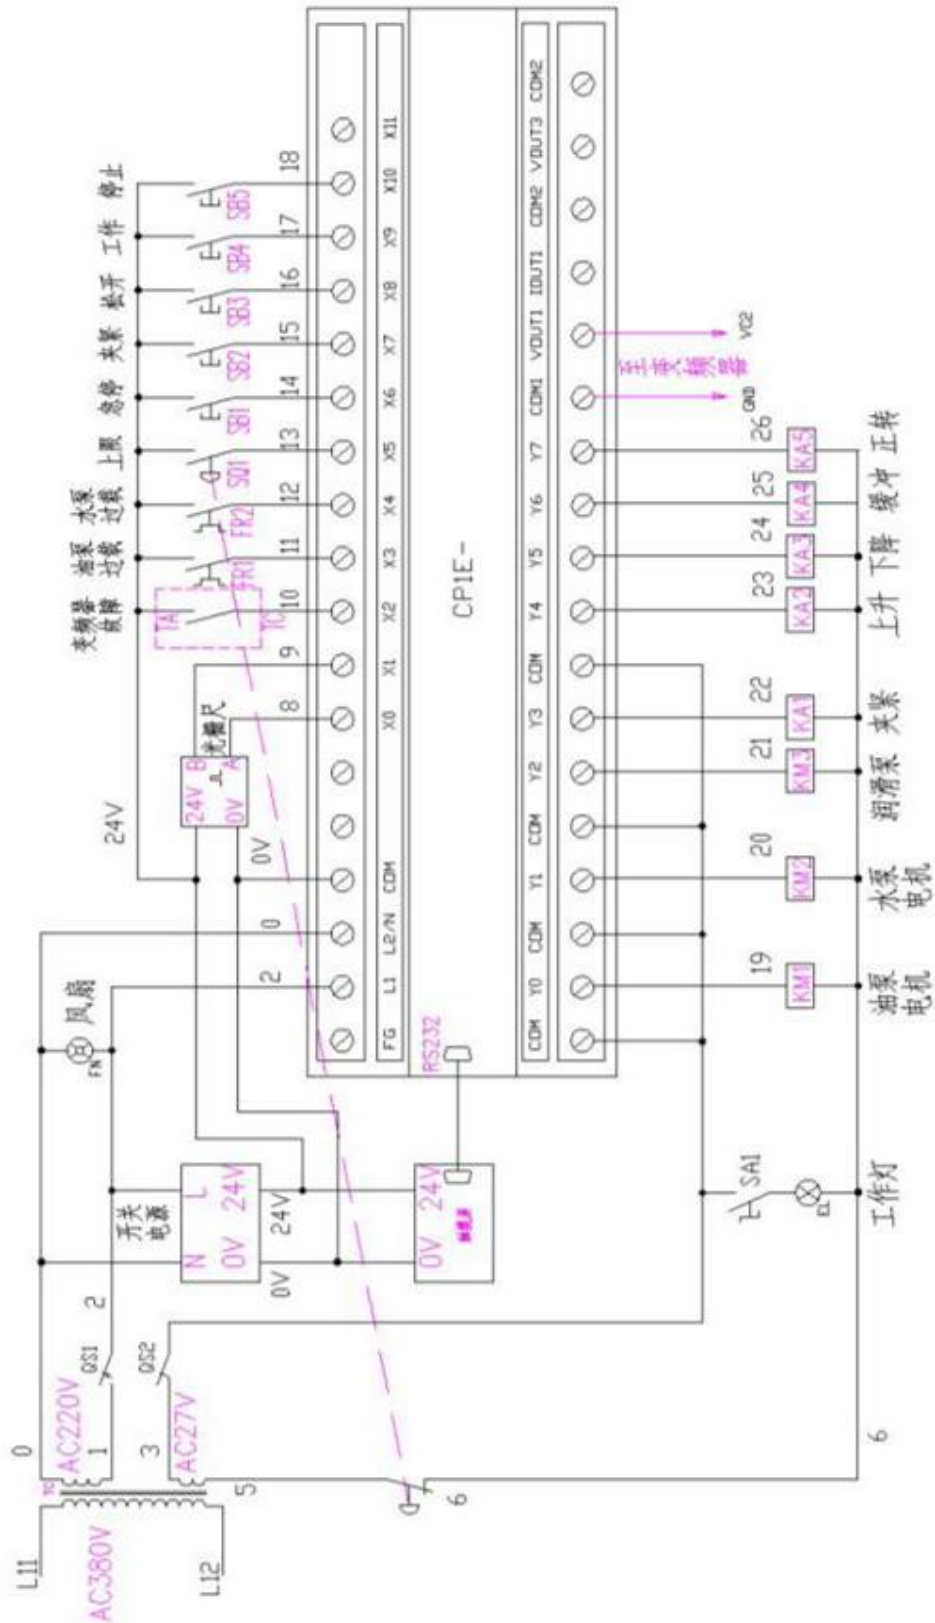 L11
AC380V
L12
TC
0
AC220V
1
QS1
2
3
QS2
AC27V
5
6
FN
风扇
开关
电源
N L
0V 24V
0V
24V
0V 24V
RS232
24V
24V B
0V A
光栅尺
0V
变频器
故障
油泵
过载
水泵
过载
上限
急停
夹紧
松开
工作
停止
TA
TC
FR1
FR2
SQ1
SB1
SB2
SB3
SB4
SB5
2
0
8
9
10
11
12
13
14
15
16
17
18
FG L1 L2/N COM X0 X1 X2 X3 X4 X5 X6 X7 X8 X9 X10 X11
CP1E-
COM Y0 COM Y1 COM Y2 Y3 COM Y4 Y5 Y6 Y7 COM1 VOUT1 IOUT1 COM2 VOUT3 COM2
至变频器
GND
VC2
SA1
EL
19
20
21
22
23
24
25
26
KM1
KM2
KM3
KA1
KA2
KA3
KA4
KA5
工作灯
油泵
电机
水泵
电机
润滑泵
夹紧
上升
下降
缓冲
正转
6